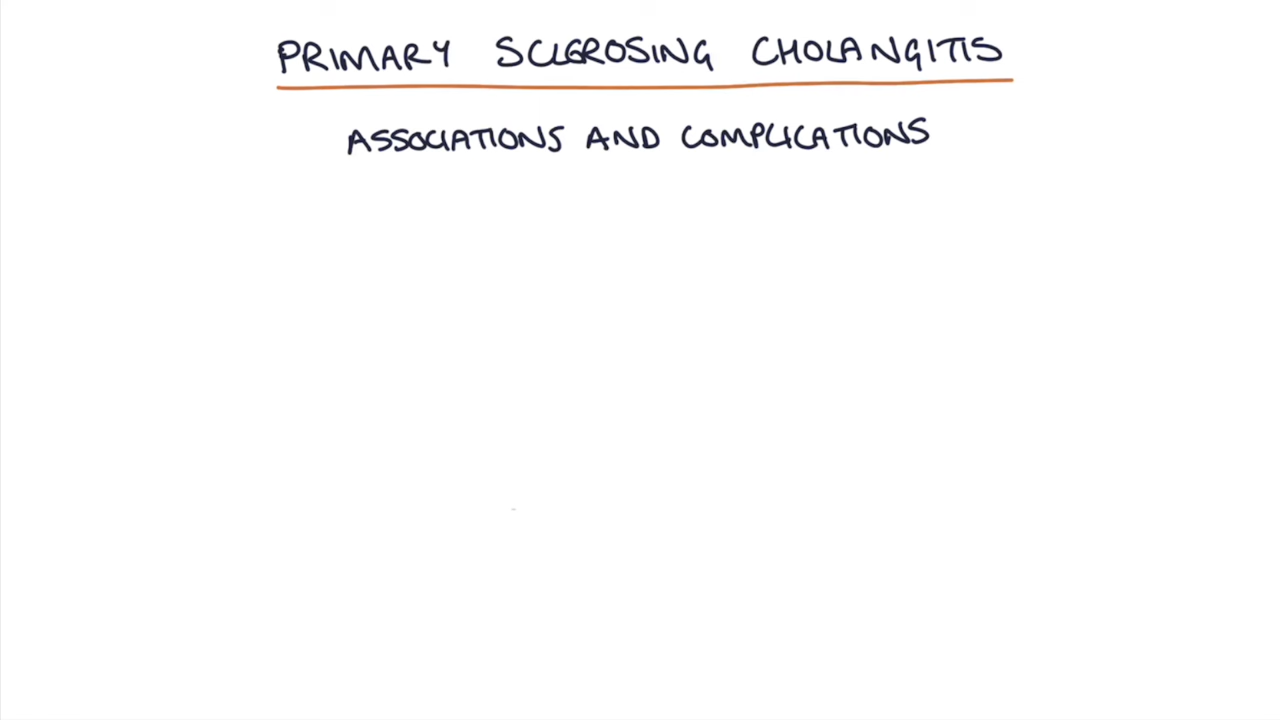 PRIMARY SCLEROSING CHOLANGITIS
ASSOCIATIONS AND COMPLICATIONS